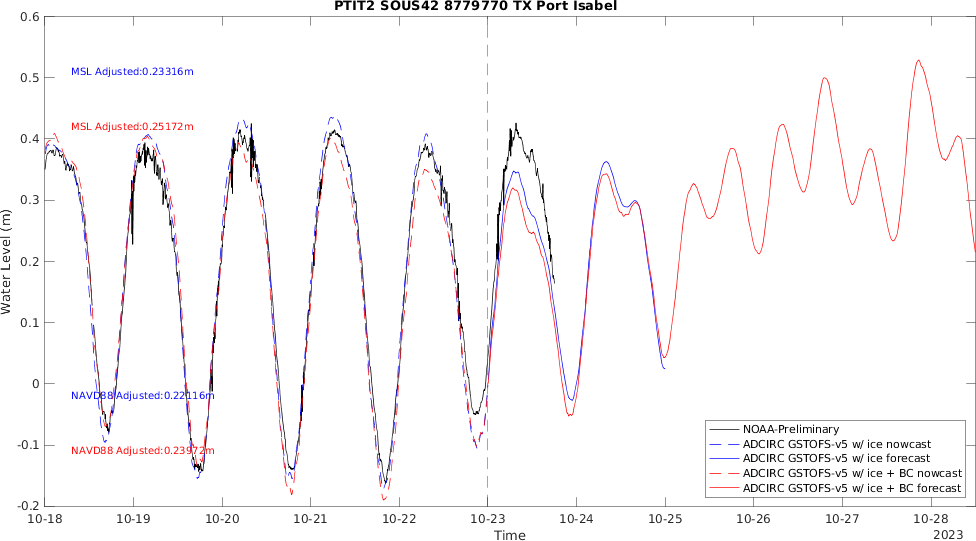 PTIT2 SOUS42 8779770 TX Port Isabel
0.6
0.5
0.4
0.3
0.2
0.1
0
-0.1
-0.2
Water Level (m)
MSL Adjusted:0.23316m
MSL Adjusted:0.25172m
NAVD88 Adjusted:0.22116m
NAVD88 Adjusted:0.23972m
NOAA-Preliminary
ADCIRC GSTOFS-v5 w/ ice nowcast
ADCIRC GSTOFS-v5 w/ ice forecast
ADCIRC GSTOFS-v5 w/ ice + BC nowcast
ADCIRC GSTOFS-v5 w/ ice + BC forecast
10-18 10-19 10-20 10-21 10-22 10-23 10-24 10-25 10-26 10-27 10-28
Time
2023